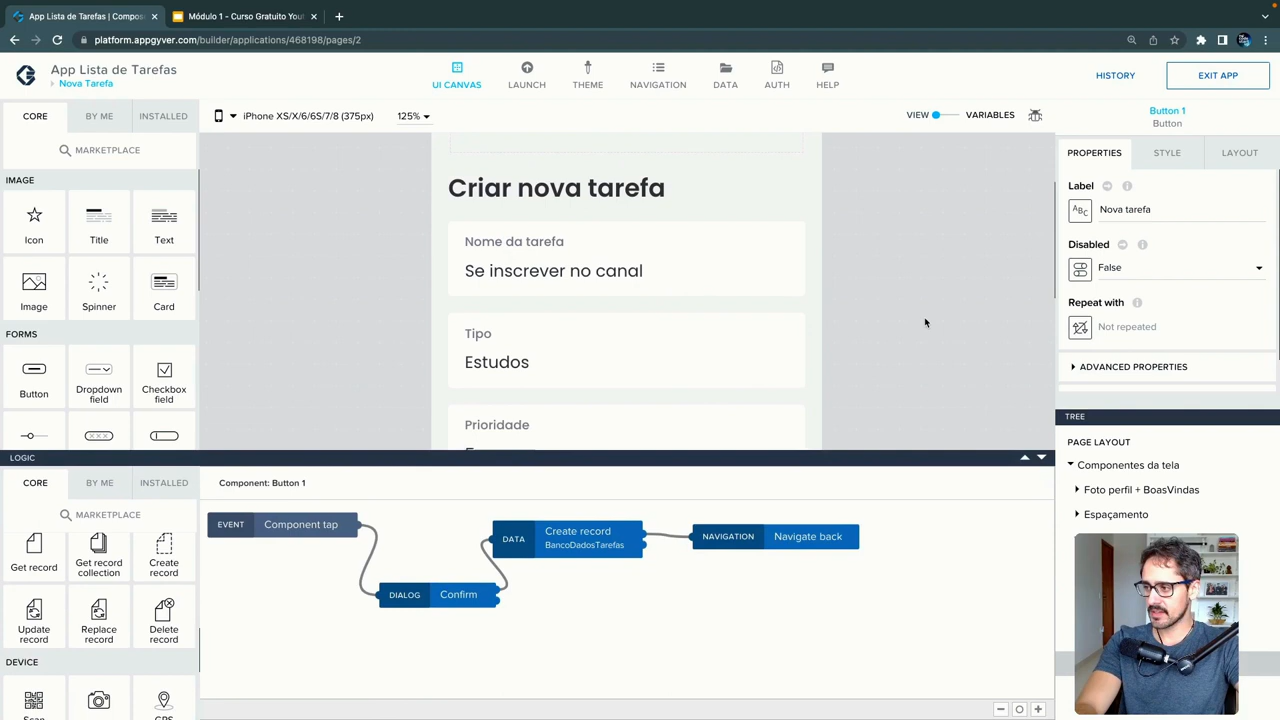 App Lista de Tarefas | Compos
Módulo 1 - Curso Gratuito Yout
platform.appgyver.com/builder/applications/468198/pages/2
App Lista de Tarefas
Nova Tarefa
UI CANVAS
LAUNCH
THEME
NAVIGATION
DATA
AUTH
HELP
HISTORY
EXIT APP
CORE
BY ME
INSTALLED
iPhone XS/X/6/6S/7/8 (375px)
125%
VIEW
VARIABLES
Button 1
Button
MARKETPLACE
PROPERTIES
STYLE
LAYOUT
IMAGE
Icon
Title
Text
Image
Spinner
Card
FORMS
Button
Dropdown
field
Checkbox
field
Criar nova tarefa
Nome da tarefa
Se inscrever no canal
Tipo
Estudos
Prioridade
Label
ABC
Nova tarefa
Disabled
False
Repeat with
Not repeated
ADVANCED PROPERTIES
TREE
PAGE LAYOUT
Componentes da tela
Foto perfil + BoasVindas
Espaçamento
LOGIC
CORE
BY ME
INSTALLED
Component: Button 1
MARKETPLACE
Get record
Get record
collection
Create
record
Update
record
Replace
record
Delete
record
DEVICE
GPS
EVENT
Component tap
DIALOG
Confirm
DATA
Create record
BancoDadosTarefas
NAVIGATION
Navigate back